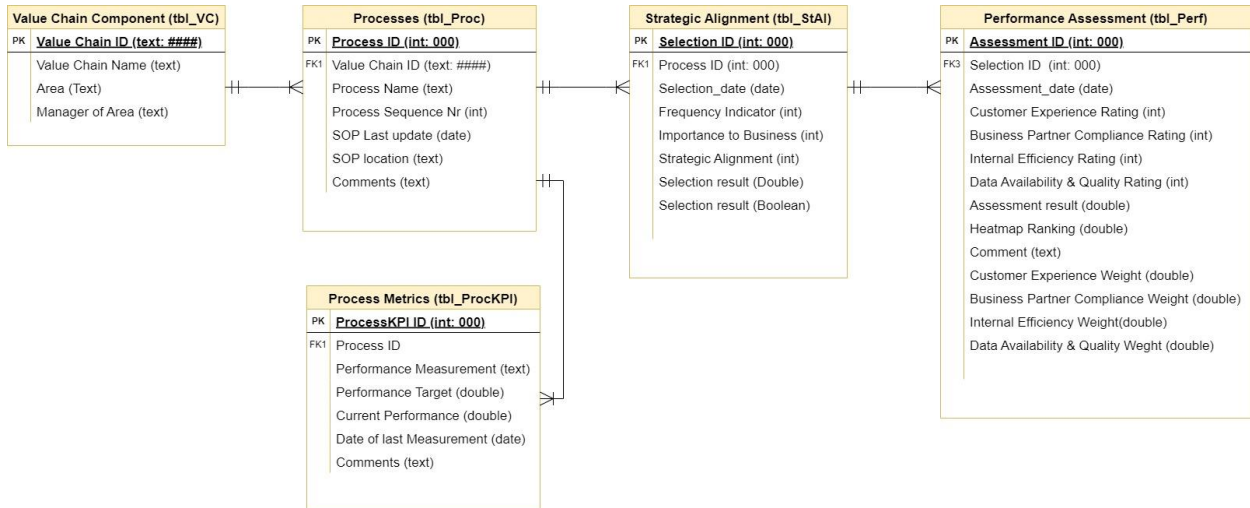 Value Chain Component (tbl_VC)
PK Value Chain ID (text: ####)
Value Chain Name (text)
Area (Text)
Manager of Area (text)
Processes (tbl_Proc)
PK Process ID (int: 000)
FK1 Value Chain ID (text: ####)
Process Name (text)
Process Sequence Nr (int)
SOP Last update (date)
SOP location (text)
Comments (text)
Strategic Alignment (tbl_StAl)
PK Selection ID (int: 000)
FK1 Process ID (int: 000)
Selection_date (date)
Frequency Indicator (int)
Importance to Business (int)
Strategic Alignment (int)
Selection result (Double)
Selection result (Boolean)
Performance Assessment (tbl_Perf)
PK Assessment ID (int: 000)
FK3 Selection ID (int: 000)
Assessment_date (date)
Customer Experience Rating (int)
Business Partner Compliance Rating (int)
Internal Efficiency Rating (int)
Data Availability & Quality Rating (int)
Assessment result (double)
Heatmap Ranking (double)
Comment (text)
Customer Experience Weight (double)
Business Partner Compliance Weight (double)
Internal Efficiency Weight(double)
Data Availability & Quality Weght (double)
Process Metrics (tbl_ProcKPI)
PK ProcessKPI ID (int: 000)
FK1 Process ID
Performance Measurement (text)
Performance Target (double)
Current Performance (double)
Date of last Measurement (date)
Comments (text)